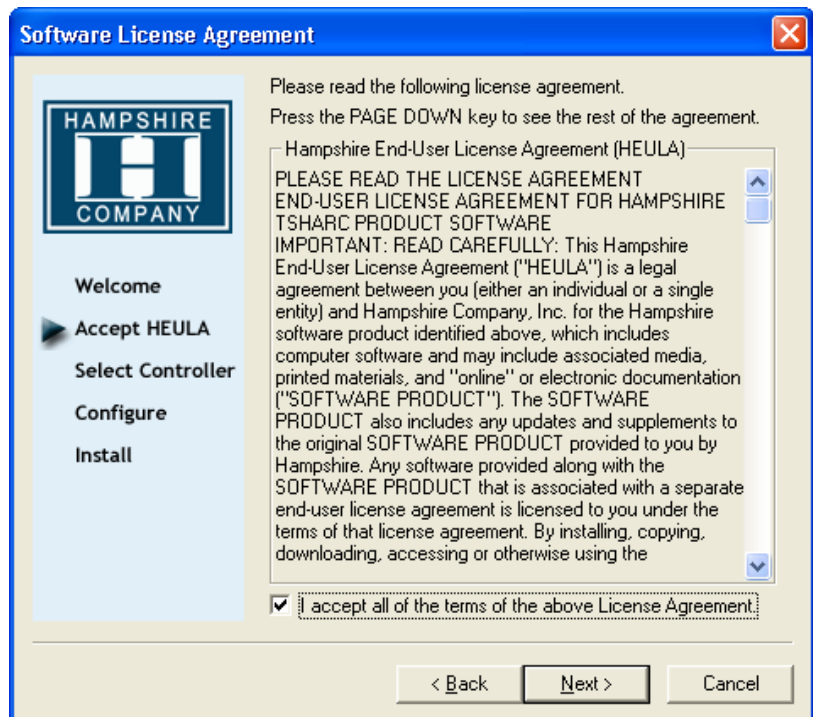 Software License Agreement
HAMPSHIRE
H
COMPANY
Welcome
Accept HEULA
Select Controller
Configure
Install
Please read the following license agreement.
Press the PAGE DOWN key to see the rest of the agreement.
Hampshire End-User License Agreement (HEULA)
PLEASE READ THE LICENSE AGREEMENT
END-USER LICENSE AGREEMENT FOR HAMPSHIRE
TSHARC PRODUCT SOFTWARE
IMPORTANT: READ CAREFULLY: This Hampshire
End-User License Agreement ("HEULA") is a legal
agreement between you (either an individual or a single
entity) and Hampshire Company, Inc. for the Hampshire
software product identified above, which includes
computer software and may include associated media,
printed materials, and "online" or electronic documentation
("SOFTWARE PRODUCT"). The SOFTWARE
PRODUCT also includes any updates and supplements to
the original SOFTWARE PRODUCT provided to you by
Hampshire. Any software provided along with the
SOFTWARE PRODUCT that is associated with a separate
end-user license agreement is licensed to you under the
terms of that license agreement. By installing, copying,
downloading, accessing or otherwise using the
I accept all of the terms of the above License Agreement.
< Back
Next >
Cancel